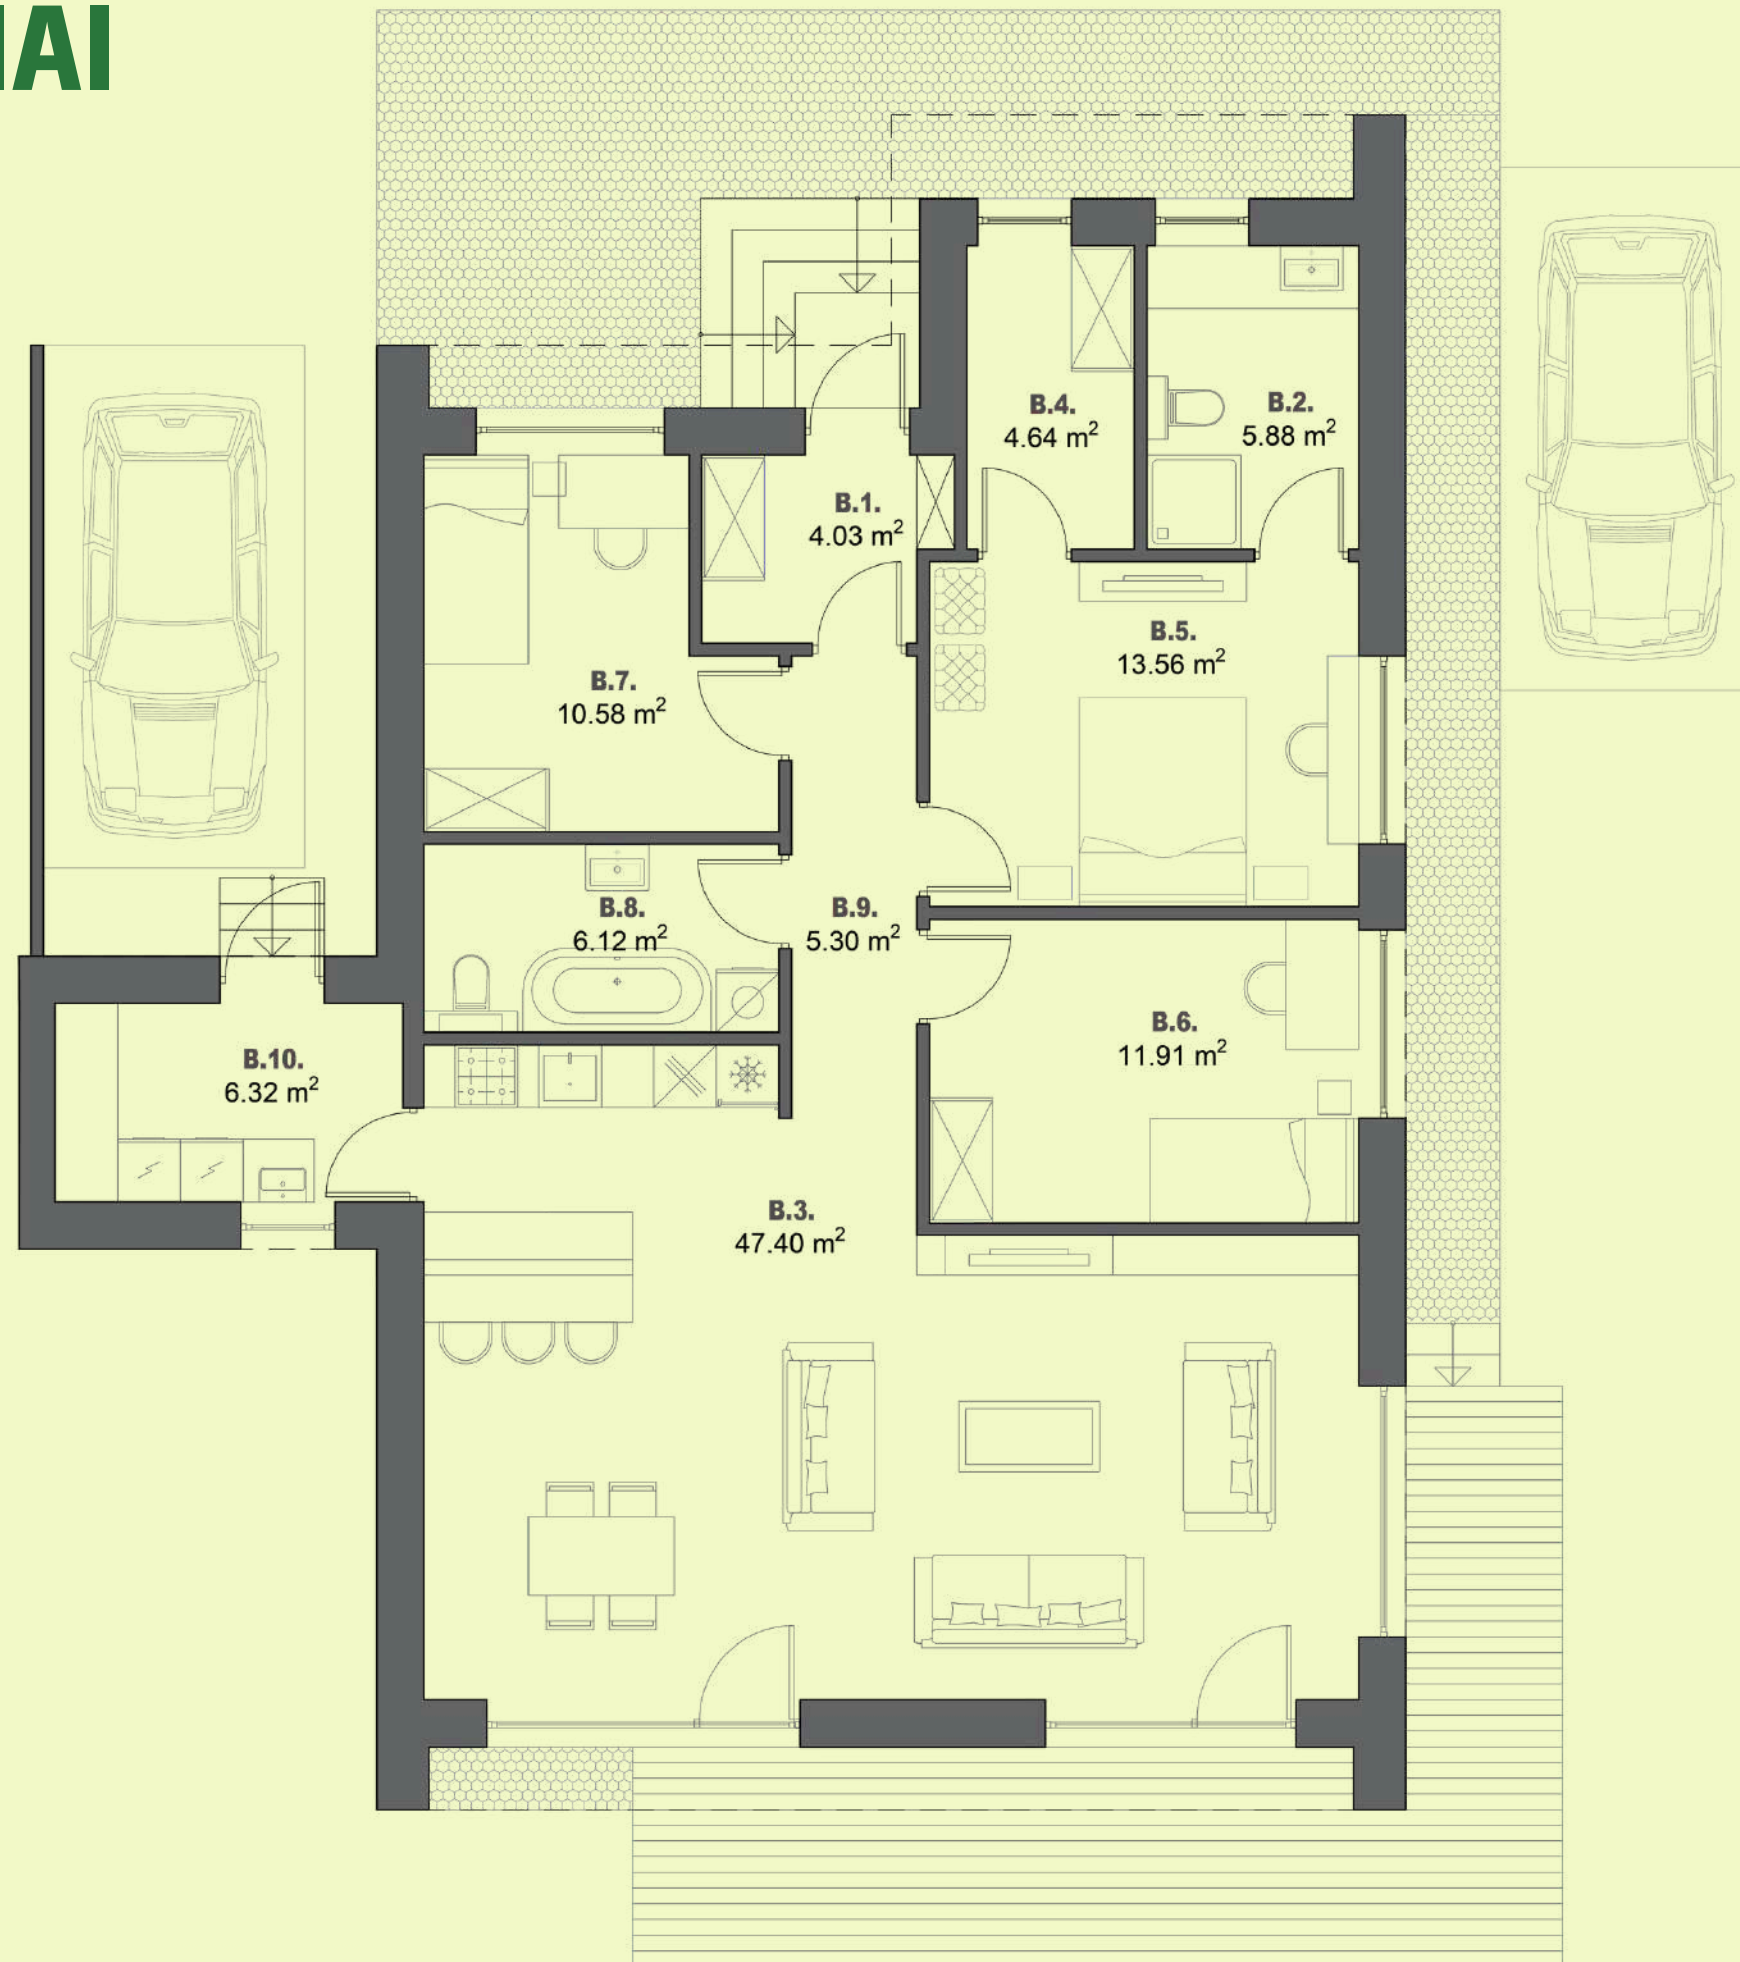 B.4.
4.64 m²
B.2.
5.88 m²
B.1.
4.03 m²
B.5.
13.56 m²
B.7.
10.58 m²
B.8.
6.12 m²
B.9.
5.30 m²
B.6.
11.91 m²
B.10.
6.32 m²
B.3.
47.40 m²